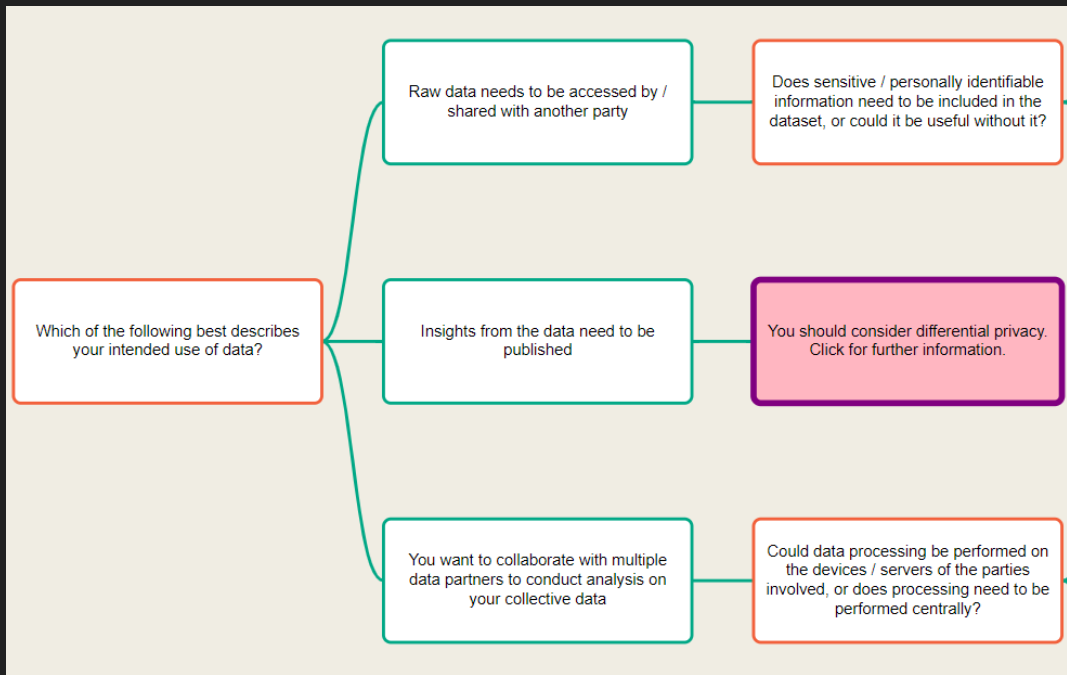 Raw data needs to be accessed by /
shared with another party
Does sensitive / personally identifiable
information need to be included in the
dataset, or could it be useful without it?
Which of the following best describes
your intended use of data?
Insights from the data need to be
published
You should consider differential privacy.
Click for further information.
You want to collaborate with multiple
data partners to conduct analysis on
your collective data
Could data processing be performed on
the devices / servers of the parties
involved, or does processing need to be
performed centrally?